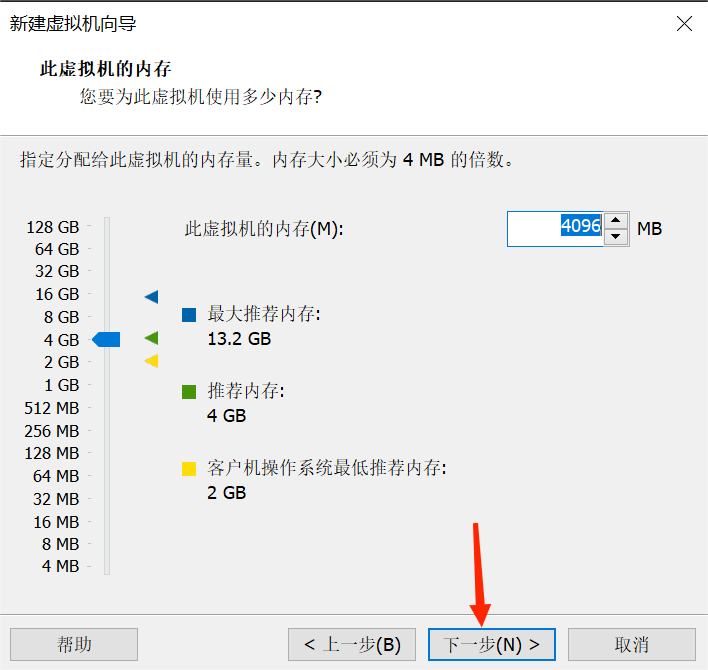 新建虚拟机向导
此虚拟机的内存
您要为此虚拟机使用多少内存?
指定分配给此虚拟机的内存量。内存大小必须为 4 MB 的倍数。
128 GB
64 GB
32 GB
16 GB
8 GB
4 GB
2 GB
1 GB
512 MB
256 MB
128 MB
64 MB
32 MB
16 MB
8 MB
4 MB
此虚拟机的内存(M):
4096 MB
最大推荐内存:
13.2 GB
推荐内存:
4 GB
客户机操作系统最低推荐内存:
2 GB
帮助
< 上一步(B)
下一步(N) >
取消